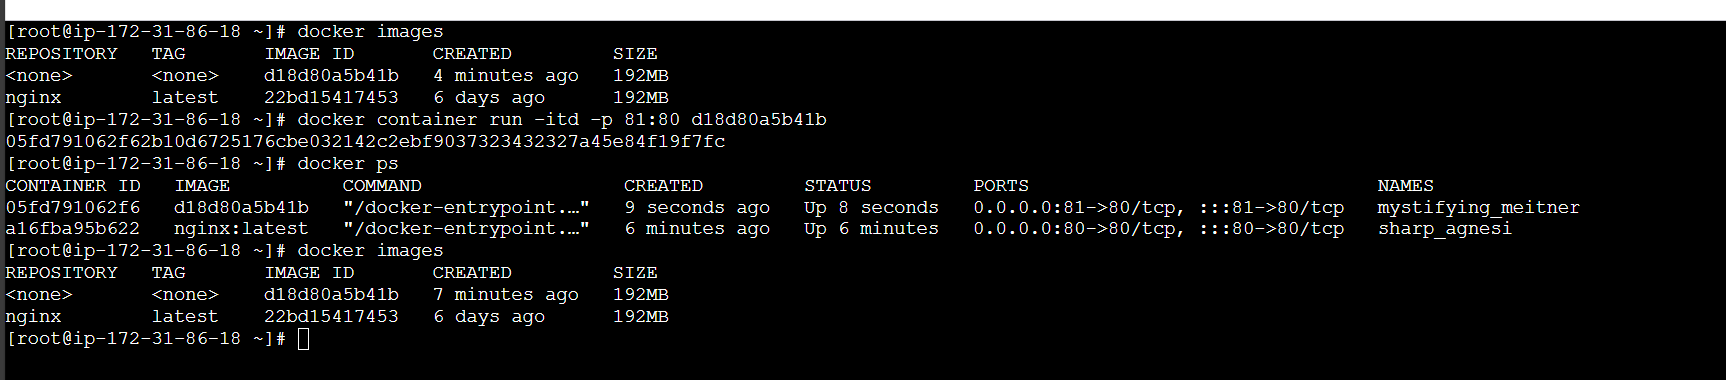 [root@ip-172-31-86-18 ~]# docker images
REPOSITORY   TAG       IMAGE ID       CREATED         SIZE
<none>       <none>    d18d80a5b41b   4 minutes ago   192MB
nginx        latest    22bd15417453   6 days ago      192MB
[root@ip-172-31-86-18 ~]# docker container run -itd -p 81:80 d18d80a5b41b
05fd791062f62b10d6725176cbe032142c2ebf9037323432327a45e84f19f7fc
[root@ip-172-31-86-18 ~]# docker ps
CONTAINER ID   IMAGE          COMMAND                  CREATED         STATUS         PORTS                               NAMES
05fd791062f6   d18d80a5b41b   "/docker-entrypoint.…"   9 seconds ago   Up 8 seconds   0.0.0.0:81->80/tcp, :::81->80/tcp   mystifying_meitner
a16fba95b622   nginx:latest   "/docker-entrypoint.…"   6 minutes ago   Up 6 minutes   0.0.0.0:80->80/tcp, :::80->80/tcp   sharp_agnesi
[root@ip-172-31-86-18 ~]# docker images
REPOSITORY   TAG       IMAGE ID       CREATED         SIZE
<none>       <none>    d18d80a5b41b   7 minutes ago   192MB
nginx        latest    22bd15417453   6 days ago      192MB
[root@ip-172-31-86-18 ~]#